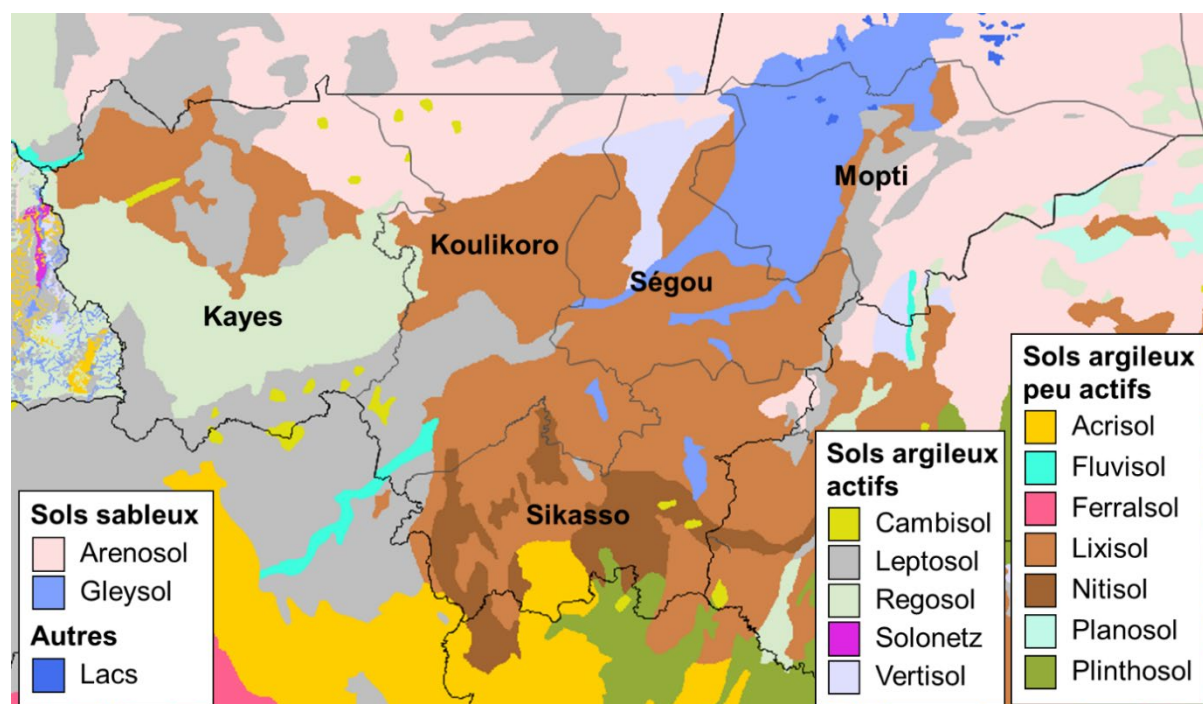 Mopti
Koulikoro
Ségou
Kayes
Sikasso
Sols sableux
Arenosol
Gleysol
Autres
Lacs
Sols argileux
actifs
Cambisol
Leptosol
Regosol
Solonetz
Vertisol
Sols argileux
peu actifs
Acrisol
Fluvisol
Ferralsol
Lixisol
Nitisol
Planosol
Plinthosol